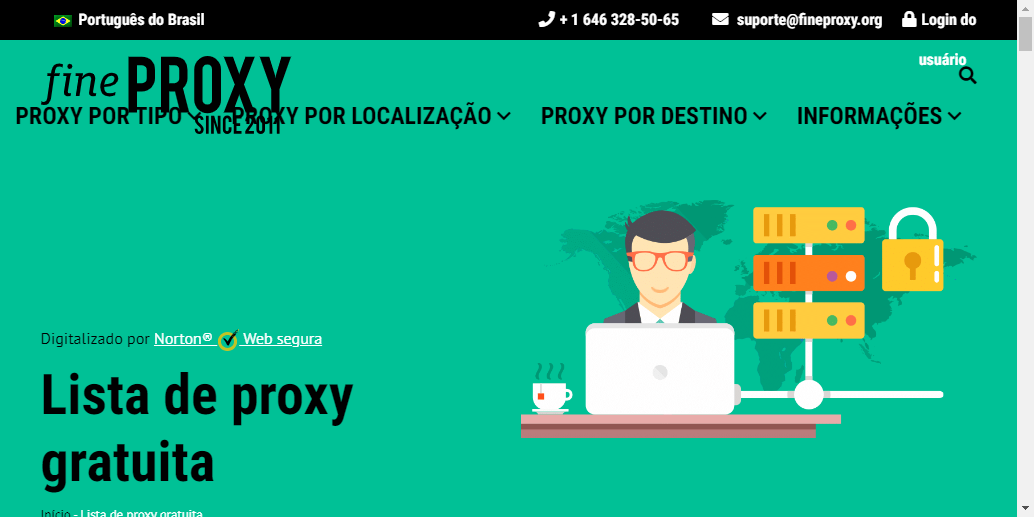 Português do Brasil
+ 1 646 328-50-65
suporte@fineproxy.org
Login do
usuário
fine PROXY
SINCE 2011
PROXY POR TIPO
PROXY POR LOCALIZAÇÃO
PROXY POR DESTINO
INFORMAÇÕES
Digitalizado por Norton® Web segura
Lista de proxy
gratuita
Início - Lista de proxy gratuita